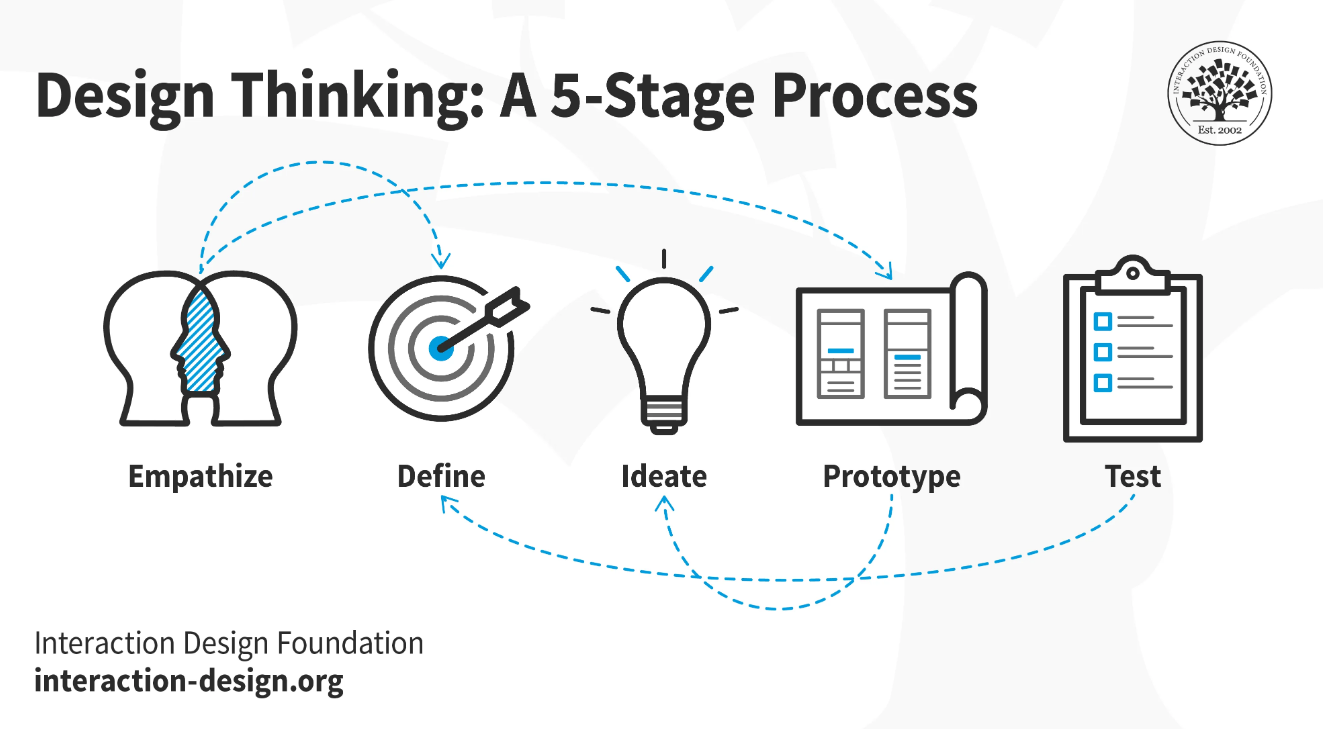 Design Thinking: A 5-Stage Process
INTERACTION DESIGN FOUNDATION
Est. 2002
Empathize
Define
Ideate
Prototype
Test
Interaction Design Foundation
interaction-design.org